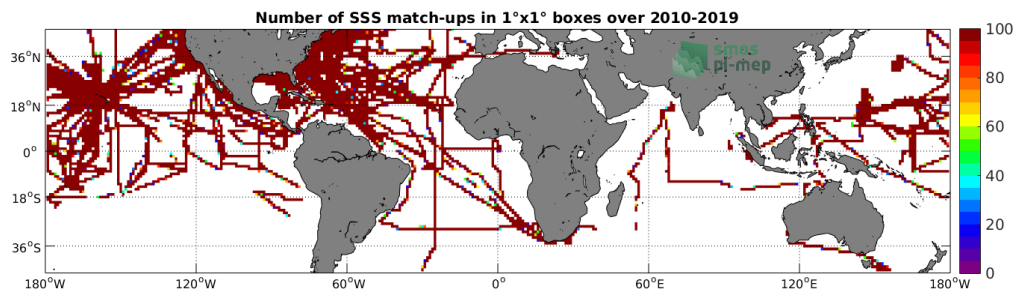 Number of SSS match-ups in 1°x1° boxes over 2010-2019
smos
pi-mep
36°N
18°N
0°
18°S
36°S
180°W
120°W
60°W
0°
60°E
120°E
180°W
100
80
60
40
20
0